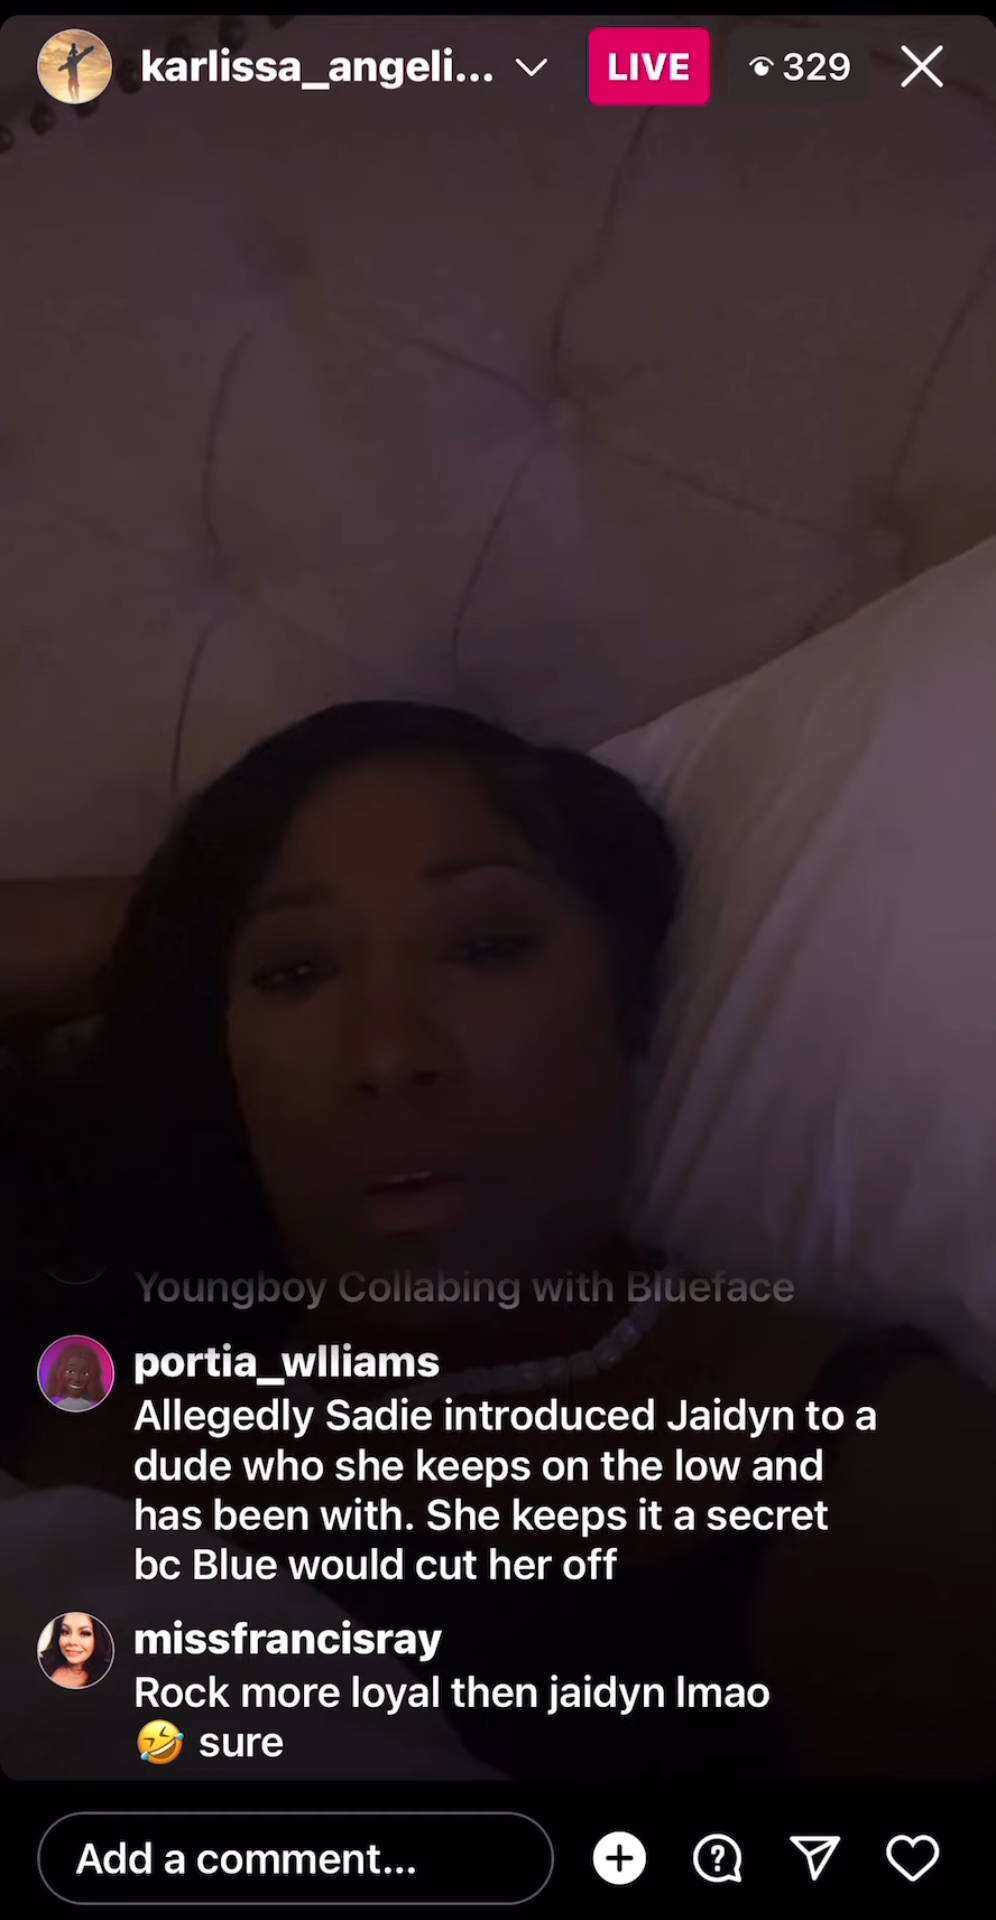 karlissa_angeli...
LIVE
329
Youngboy Collabing with Blueface
portia_wlliams
Allegedly Sadie introduced Jaidyn to a
dude who she keeps on the low and
has been with. She keeps it a secret
bc Blue would cut her off
missfrancisray
Rock more loyal then jaidyn lmao
🤣 sure
Add a comment...